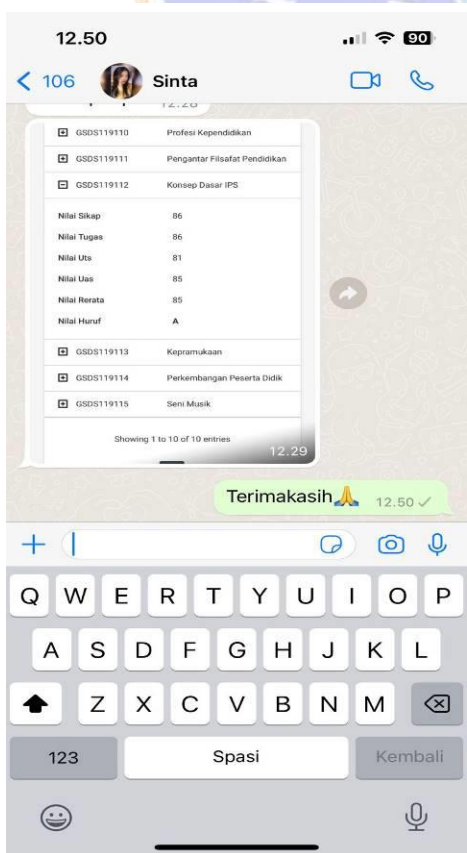 12.50
90
106
Sinta
12.28
GSDS119110 Profesi Kependidikan
GSDS119111 Pengantar Filsafat Pendidikan
GSDS119112 Konsep Dasar IPS
Nilai Sikap 86
Nilai Tugas 86
Nilai Uts 81
Nilai Uas 85
Nilai Rerata 85
Nilai Huruf A
GSDS119113 Kepramukaan
GSDS119114 Perkembangan Peserta Didik
GSDS119115 Seni Musik
Showing 1 to 10 of 10 entries
12.29
Terimakasih🙏 12.50
Q W E R T Y U I O P
A S D F G H J K L
Z X C V B N M
123 Spasi Kembali